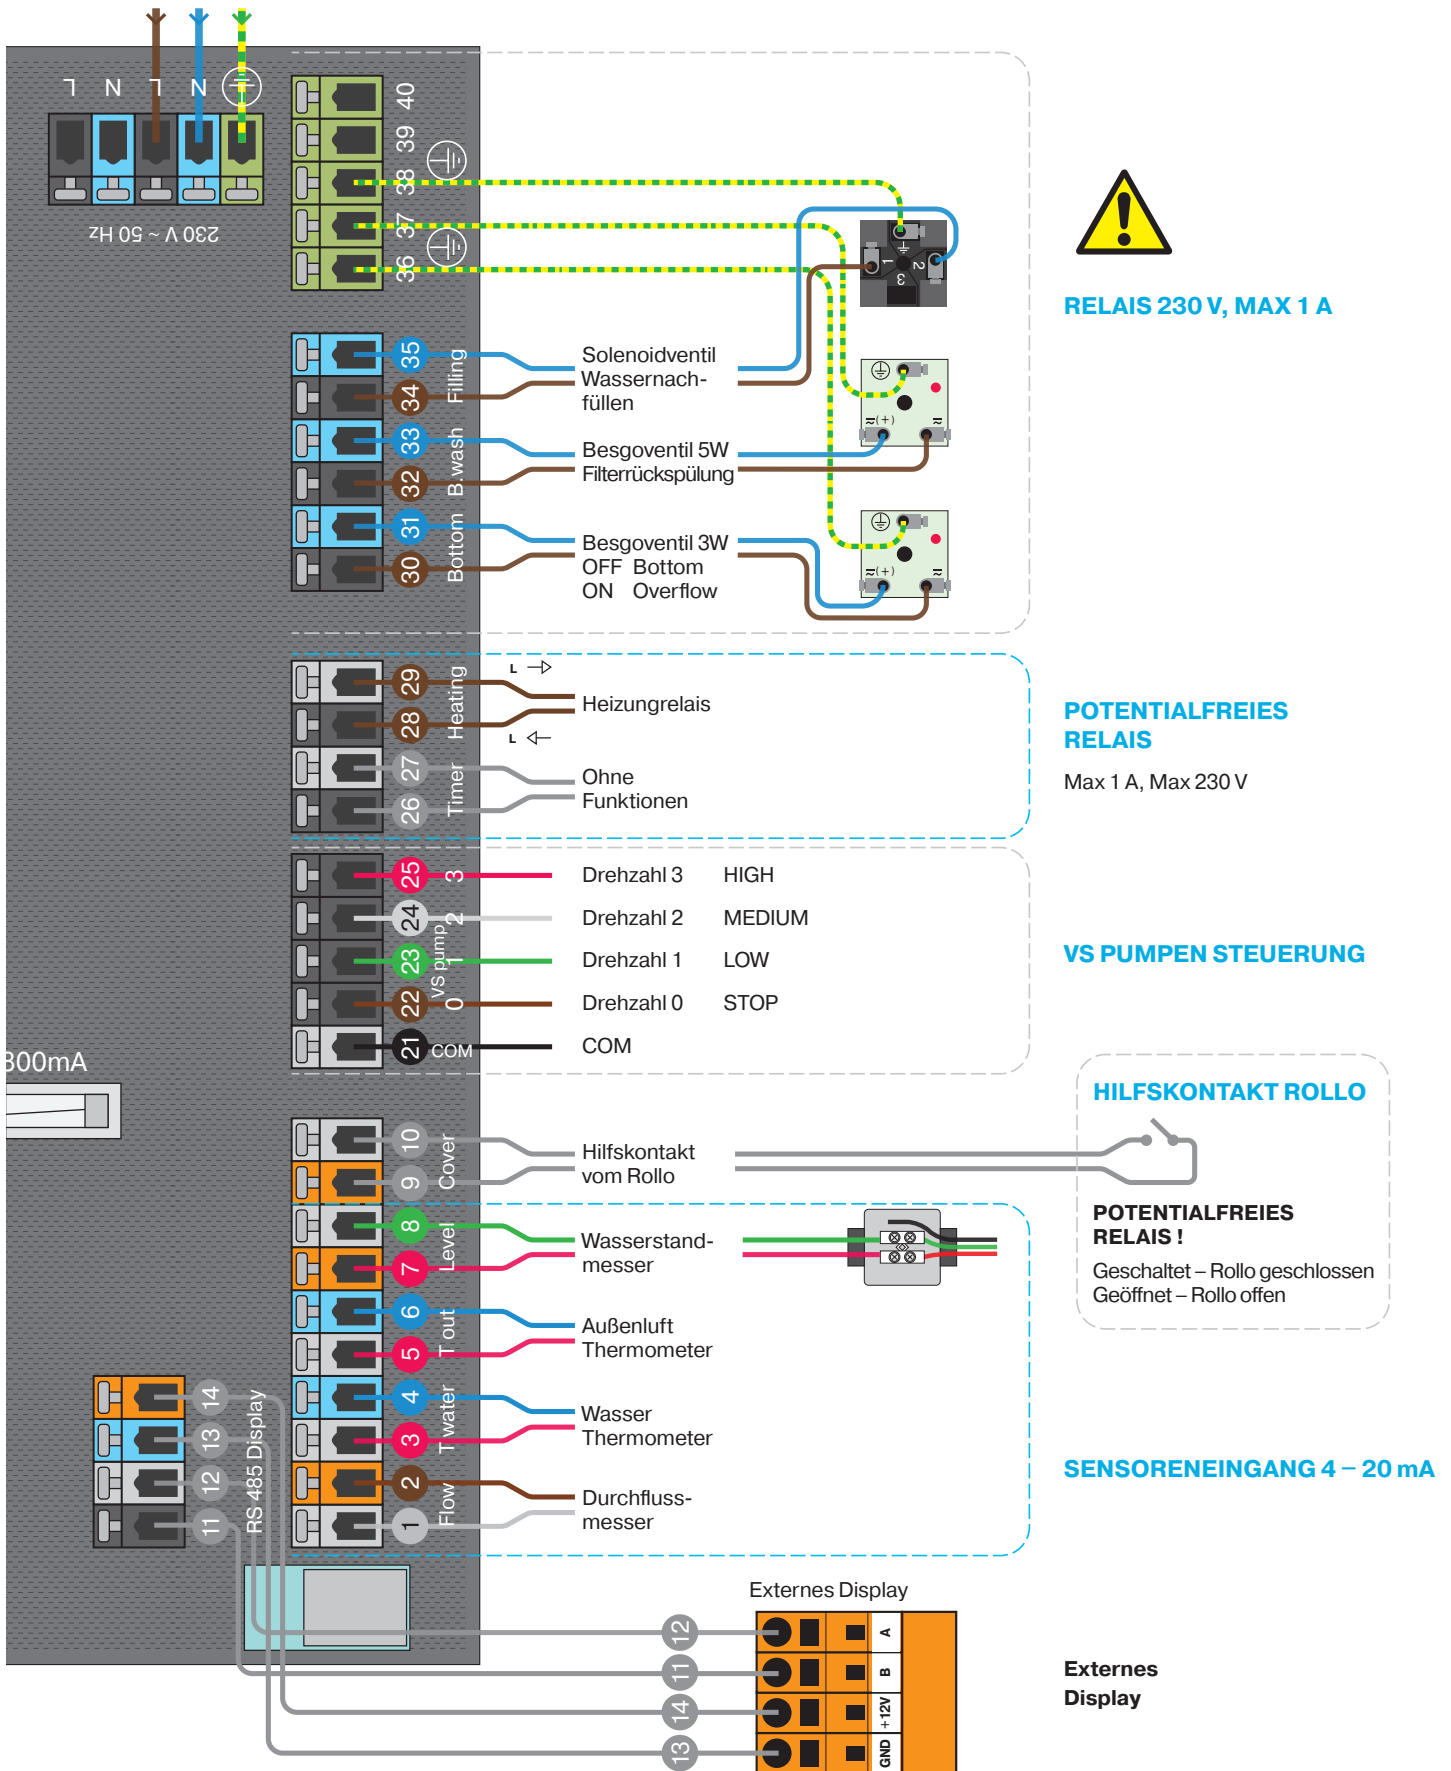 L N L N
230 V ~ 50 Hz
40
39
38
37
36
35
34
Filling
33
32
B.wash
31
30
Bottom
Solenoidventil
Wassernach-
füllen
Besgoventil 5W
Filterrückspülung
Besgoventil 3W
OFF Bottom
ON Overflow
1
2
3
≂(+) ≂
≂(+) ≂
RELAIS 230 V, MAX 1 A
29
28
Heating
27
26
Timer
L
L
Heizungrelais
Ohne
Funktionen
POTENTIALFREIES
RELAIS
Max 1 A, Max 230 V
25 3
24 2
23 1
22 0
VS pump
21 COM
Drehzahl 3 HIGH
Drehzahl 2 MEDIUM
Drehzahl 1 LOW
Drehzahl 0 STOP
COM
VS PUMPEN STEUERUNG
800mA
10
9
Cover
Hilfskontakt
vom Rollo
HILFSKONTAKT ROLLO
POTENTIALFREIES
RELAIS !
Geschaltet – Rollo geschlossen
Geöffnet – Rollo offen
8
7
Level
Wasserstand-
messer
6
5
T out
Außenluft
Thermometer
4
3
T water
Wasser
Thermometer
2
1
Flow
Durchfluss-
messer
SENSORENEINGANG 4 – 20 mA
14
13
12
11
RS 485 Display
Externes Display
12 A
11 B
14 +12V
13 GND
Externes
Display